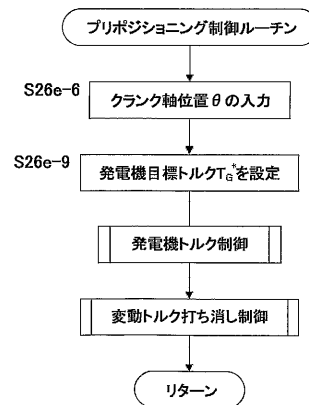 プリポジショニング制御ルーチン
S26e-6
クランク軸位置θの入力
S26e-9
発電機目標トルクTG*を設定
発電機トルク制御
変動トルク打ち消し制御
リターン